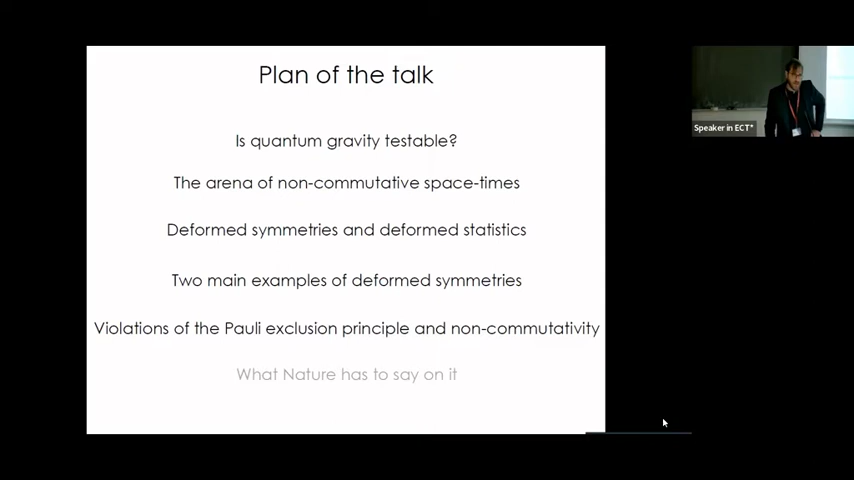 Plan of the talk
Is quantum gravity testable?
The arena of non-commutative space-times
Deformed symmetries and deformed statistics
Two main examples of deformed symmetries
Violations of the Pauli exclusion principle and non-commutativity
What Nature has to say on it
Speaker in ECT*